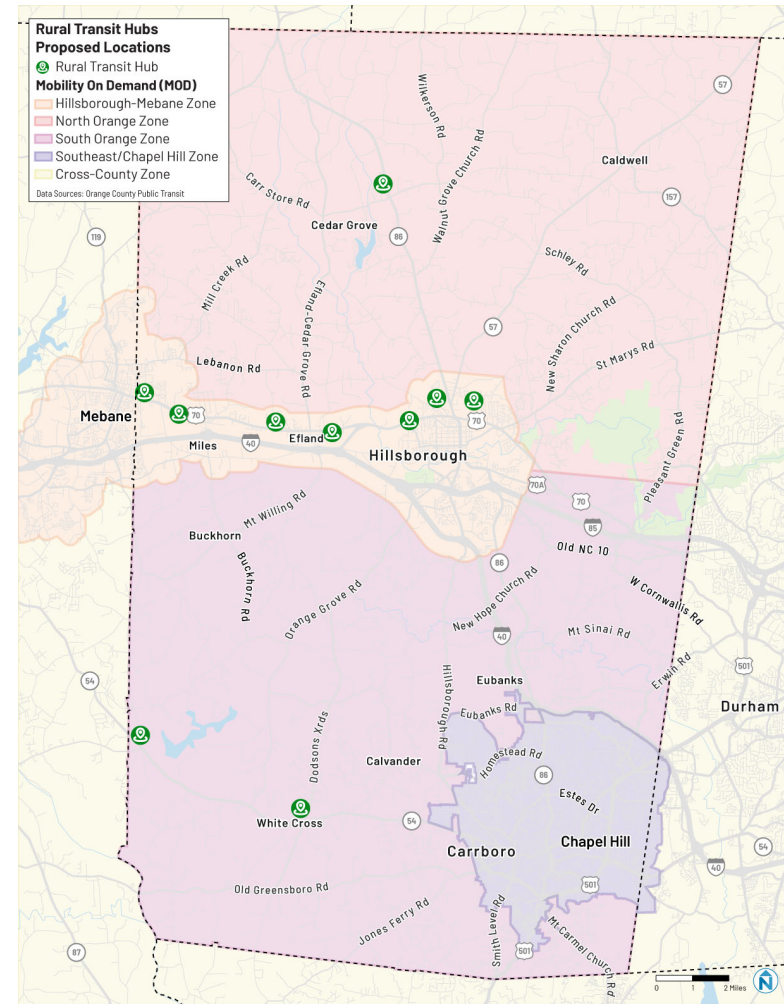 Rural Transit Hubs
Proposed Locations
Rural Transit Hub
Mobility On Demand (MOD)
Hillsborough-Mebane Zone
North Orange Zone
South Orange Zone
Southeast/Chapel Hill Zone
Cross-County Zone
Data Sources: Orange County Public Transit
57
Wilkerson Rd
Walnut Grove Church Rd
Caldwell
Carr Store Rd
157
Cedar Grove
86
119
Schley Rd
Mill Creek Rd
Efland-Cedar Grove Rd
57
New Sharon Church Rd
St Marys Rd
Lebanon Rd
Mebane
70
70
Efland
Miles
40
Hillsborough
Pleasant Green Rd
70A
70
85
Mt Willing Rd
Buckhorn
Old NC 10
Buckhorn Rd
86
Orange Grove Rd
New Hope Church Rd
W Cornwallis Rd
Mt Sinai Rd
40
Erwin Rd
501
54
Eubanks
Hillsborough Rd
Eubanks Rd
Durham
Dodsons Xrds
Homestead Rd
Calvander
86
Estes Dr
White Cross
54
Chapel Hill
Carrboro
54
40
501
Old Greensboro Rd
Smith Level Rd
Jones Ferry Rd
Mt Carmel Church Rd
501
87
0 1 2 Miles
N